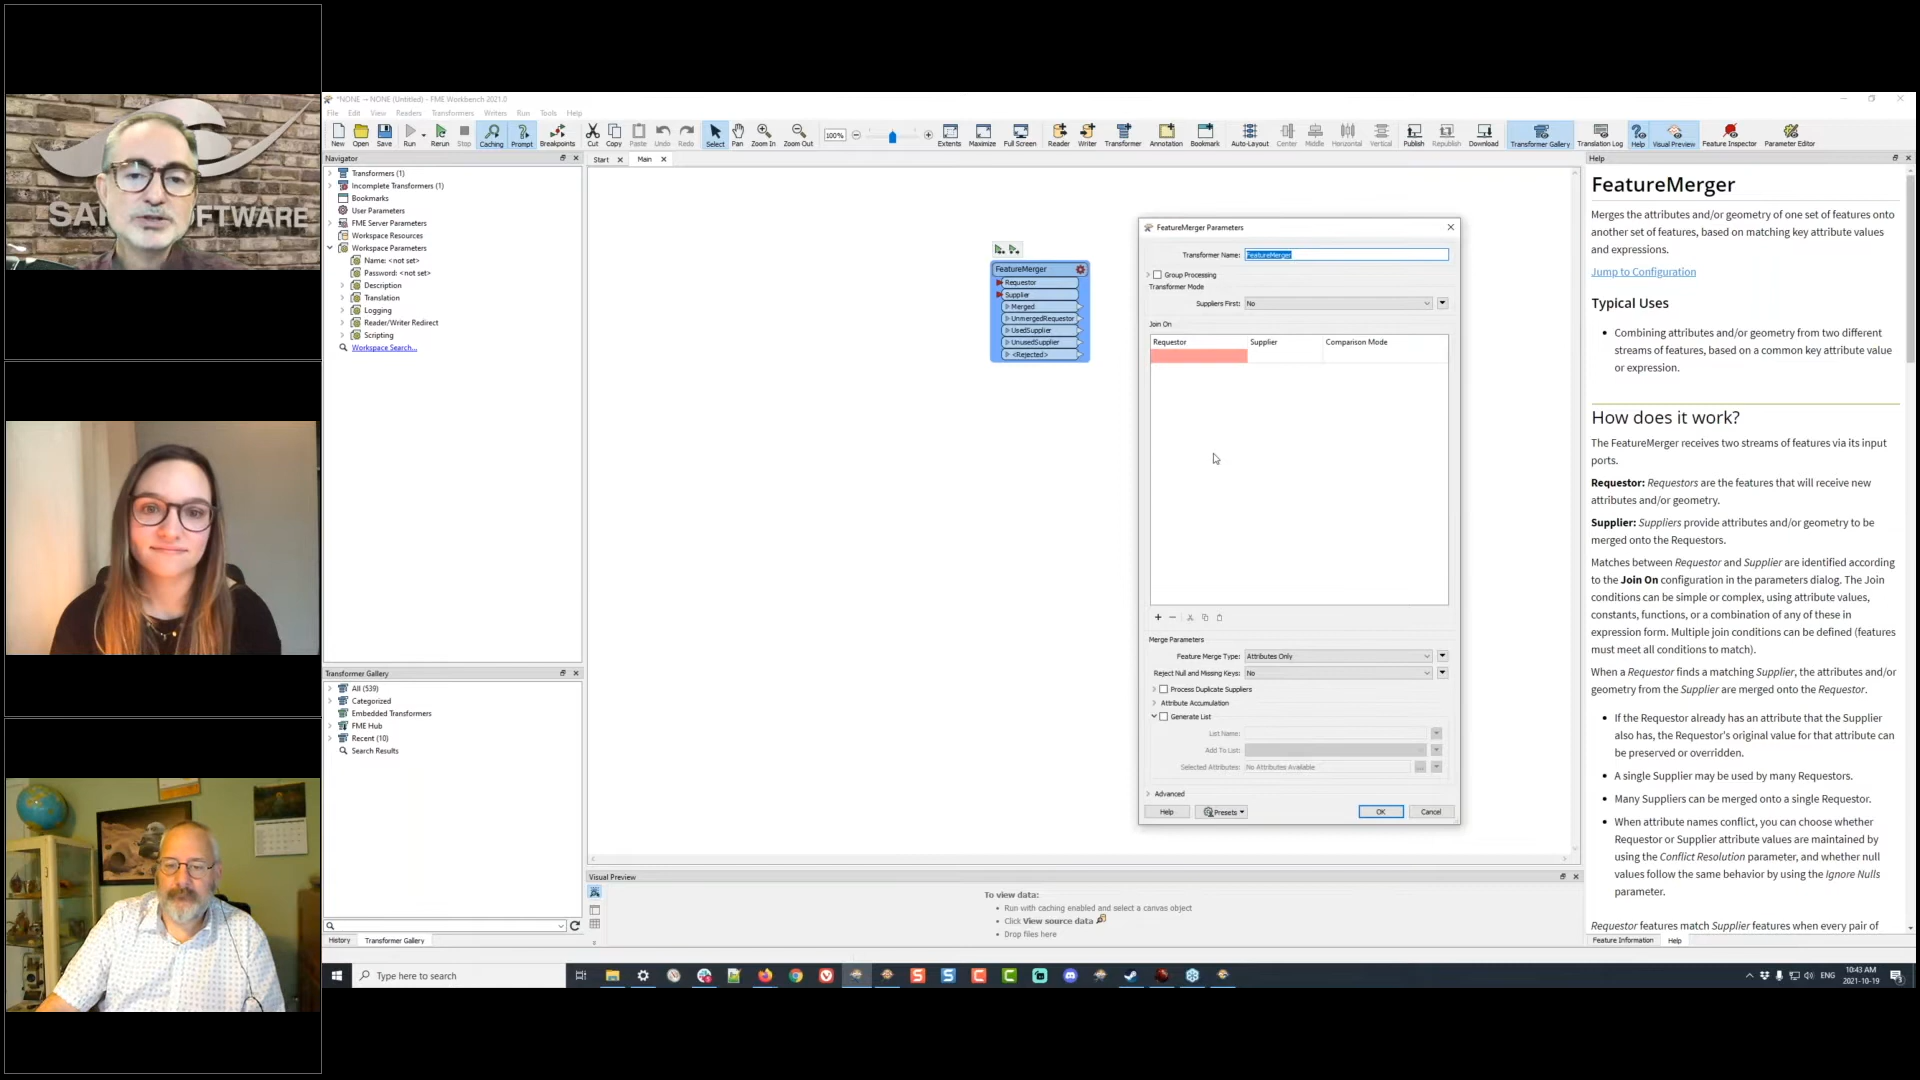 SAFE SOFTWARE
*NONE → NONE (Untitled) - FME Workbench 2021.0
File Edit View Readers Transformers Writers Run Tools Help
New Open Save Run Rerun Stop Caching Prompt Breakpoints Cut Copy Paste Undo Redo Select Pan Zoom In Zoom Out 100% Extents Maximize Full Screen Reader Writer Transformer Annotation Bookmark Auto-Layout Center Middle Horizontal Vertical Publish Republish Download Transformer Gallery Translation Log Help Visual Preview Feature Inspector Parameter Editor
Navigator
Transformers (1)
Incomplete Transformers (1)
Bookmarks
User Parameters
FME Server Parameters
Workspace Resources
Workspace Parameters
Name: <not set>
Password: <not set>
Description
Translation
Logging
Reader/Writer Redirect
Scripting
Workspace Search...
Transformer Gallery
All (539)
Categorized
Embedded Transformers
FME Hub
Recent (10)
Search Results
History Transformer Gallery
Start Main
FeatureMerger
Requestor
Supplier
Merged
UnmergedRequestor
UsedSupplier
UnusedSupplier
<Rejected>
FeatureMerger Parameters
Transformer Name: FeatureMerger
Group Processing
Transformer Mode
Suppliers First: No
Join On
Requestor Supplier Comparison Mode
Merge Parameters
Feature Merge Type: Attributes Only
Reject Null and Missing Keys: No
Process Duplicate Suppliers
Attribute Accumulation
Generate List
List Name:
Add To List:
Selected Attributes: No Attributes Available
Advanced
Help Presets OK Cancel
Visual Preview
To view data:
• Run with caching enabled and select a canvas object
• Click View source data
• Drop files here
Help
FeatureMerger
Merges the attributes and/or geometry of one set of features onto
another set of features, based on matching key attribute values
and expressions.
Jump to Configuration
Typical Uses
• Combining attributes and/or geometry from two different
streams of features, based on a common key attribute value
or expression.
How does it work?
The FeatureMerger receives two streams of features via its input
ports.
Requestor: Requestors are the features that will receive new
attributes and/or geometry.
Supplier: Suppliers provide attributes and/or geometry to be
merged onto the Requestors.
Matches between Requestor and Supplier are identified according
to the Join On configuration in the parameters dialog. The Join
conditions can be simple or complex, using attribute values,
constants, functions, or a combination of any of these in
expression form. Multiple join conditions can be defined (features
must meet all conditions to match).
When a Requestor finds a matching Supplier, the attributes and/or
geometry from the Supplier are merged onto the Requestor.
• If the Requestor already has an attribute that the Supplier
also has, the Requestor's original value for that attribute can
be preserved or overridden.
• A single Supplier may be used by many Requestors.
• Many Suppliers can be merged onto a single Requestor.
• When attribute names conflict, you can choose whether
Requestor or Supplier attribute values are maintained by
using the Conflict Resolution parameter, and whether null
values follow the same behavior by using the Ignore Nulls
parameter.
Requestor features match Supplier features when every pair of
Feature Information Help
Type here to search
ENG
10:43 AM
2021-10-19